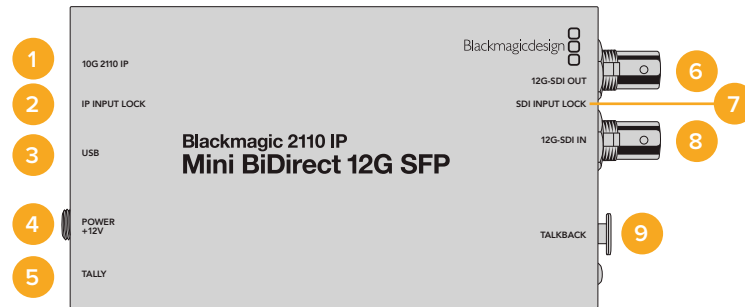 1
10G 2110 IP
2
IP INPUT LOCK
3
USB
4
POWER
+12V
5
TALLY
Blackmagic 2110 IP
Mini BiDirect 12G SFP
Blackmagicdesign
12G-SDI OUT
6
SDI INPUT LOCK
7
12G-SDI IN
8
TALKBACK
9